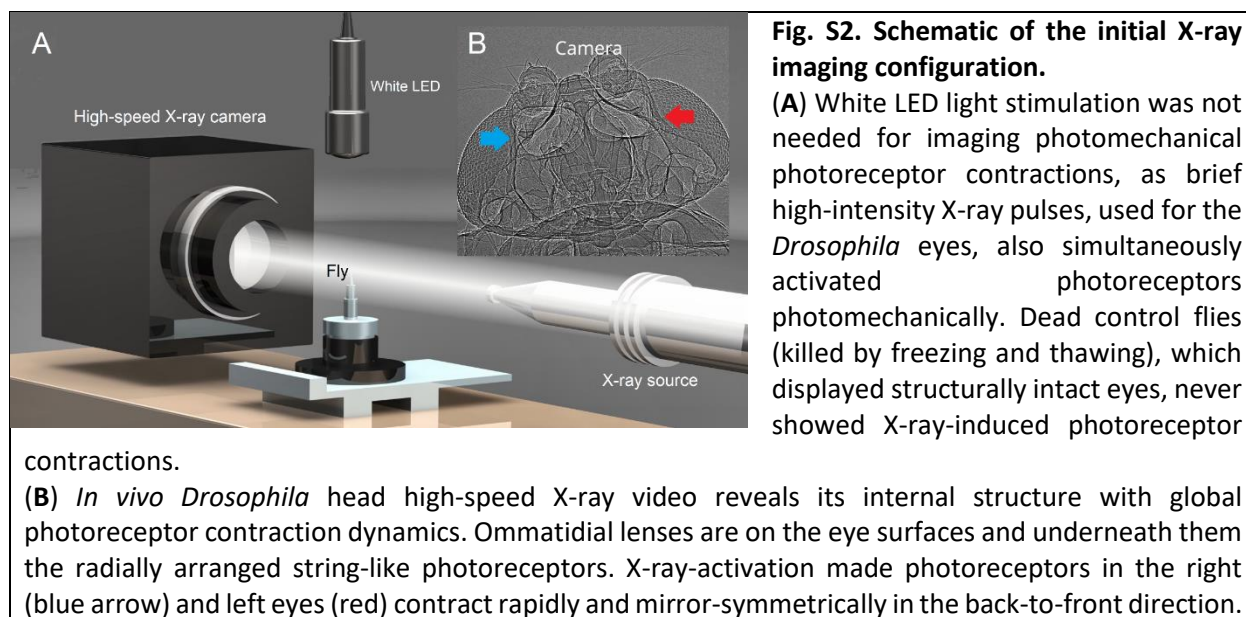 A
White LED
High-speed X-ray camera
Fly
X-ray source
B
Camera
Fig. S2. Schematic of the initial X-ray
imaging configuration.
(A) White LED light stimulation was not
needed for imaging photomechanical
photoreceptor contractions, as brief
high-intensity X-ray pulses, used for the
Drosophila eyes, also simultaneously
activated photoreceptors
photomechanically. Dead control flies
(killed by freezing and thawing), which
displayed structurally intact eyes, never
showed X-ray-induced photoreceptor
contractions.
(B) In vivo Drosophila head high-speed X-ray video reveals its internal structure with global
photoreceptor contraction dynamics. Ommatidial lenses are on the eye surfaces and underneath them
the radially arranged string-like photoreceptors. X-ray-activation made photoreceptors in the right
(blue arrow) and left eyes (red) contract rapidly and mirror-symmetrically in the back-to-front direction.